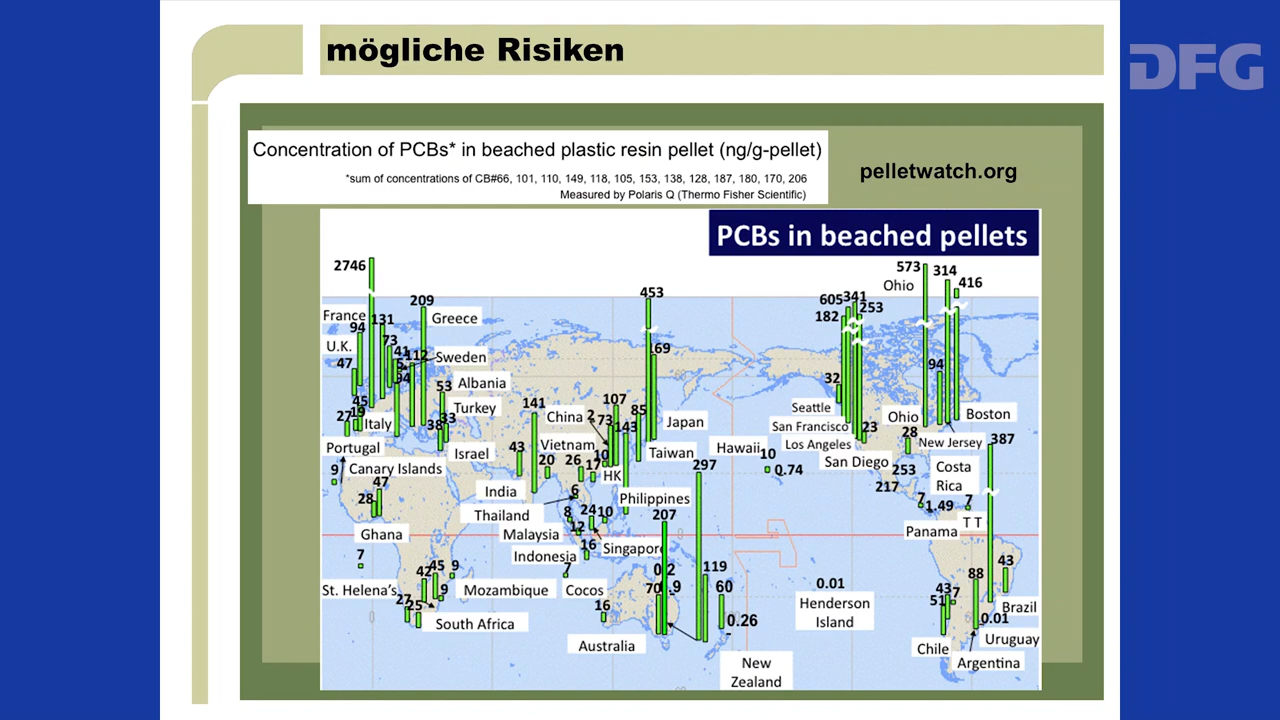 mögliche Risiken
DFG
Concentration of PCBs* in beached plastic resin pellet (ng/g-pellet)
*sum of concentrations of CB#66, 101, 110, 149, 118, 105, 153, 138, 128, 187, 180, 170, 206
Measured by Polaris Q (Thermo Fisher Scientific)
pelletwatch.org
PCBs in beached pellets
2746
573
314
453
Ohio
416
209
605
341
253
France
131
Greece
182
94
U.K.
73
69
41
112
Sweden
47
94
34
32
53
Albania
45
141
107
Seattle
Turkey
19
China
2
85
Ohio
Boston
27
33
73
Japan
San Francisco
Italy
38
143
23
28
New Jersey
387
Portugal
43
Vietnam
Hawaii
Los Angeles
Israel
10
Taiwan
10
9
Canary Islands
20
26
17
297
0.74
San Diego
253
Costa
Rica
47
HK
28
India
6
Philippines
217
7
1.49
7
Thailand
8
24
10
207
T T
Ghana
12
Malaysia
Panama
7
16
Singapore
Indonesia
45
9
7
0.2
119
88
43
42
St. Helena's
9
Mozambique
Cocos
70
.9
60
0.01
43
7
27
25
16
Henderson
Island
51
Brazil
South Africa
0.26
0.01
Australia
Uruguay
Chile
New
Zealand
Argentina